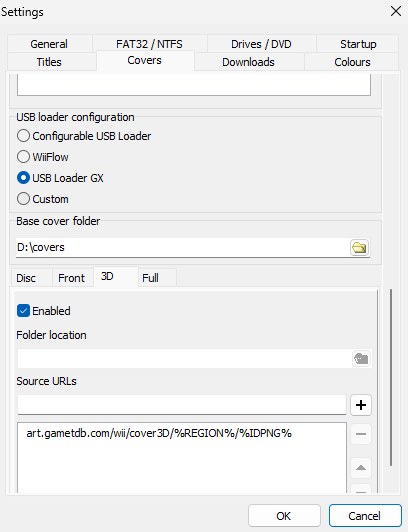 Settings
General
FAT32 / NTFS
Drives / DVD
Startup
Titles
Covers
Downloads
Colours
USB loader configuration
Configurable USB Loader
WiiFlow
USB Loader GX
Custom
Base cover folder
D:\covers
Disc
Front
3D
Full
Enabled
Folder location
Source URLs
art.gametdb.com/wii/cover3D/%REGION%/%IDPNG%
OK
Cancel